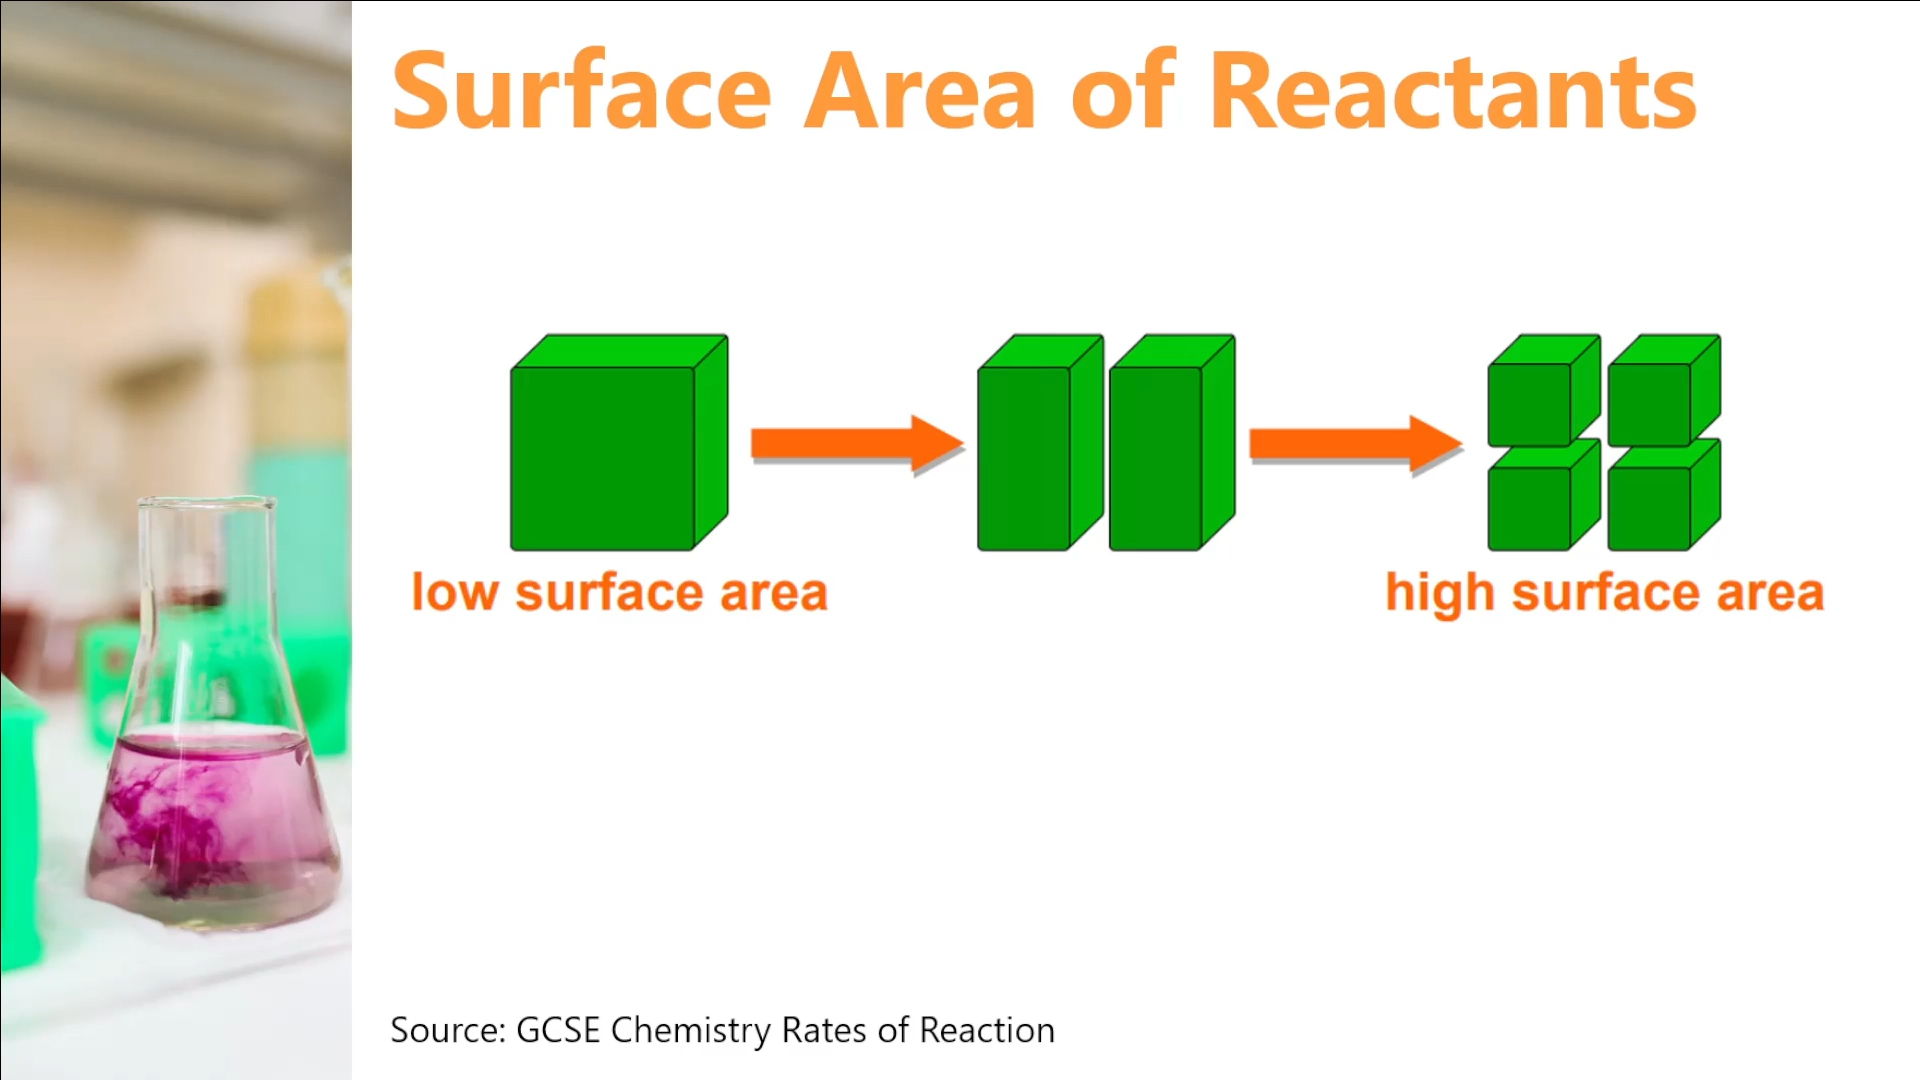 Surface Area of Reactants
low surface area
high surface area
Source: GCSE Chemistry Rates of Reaction